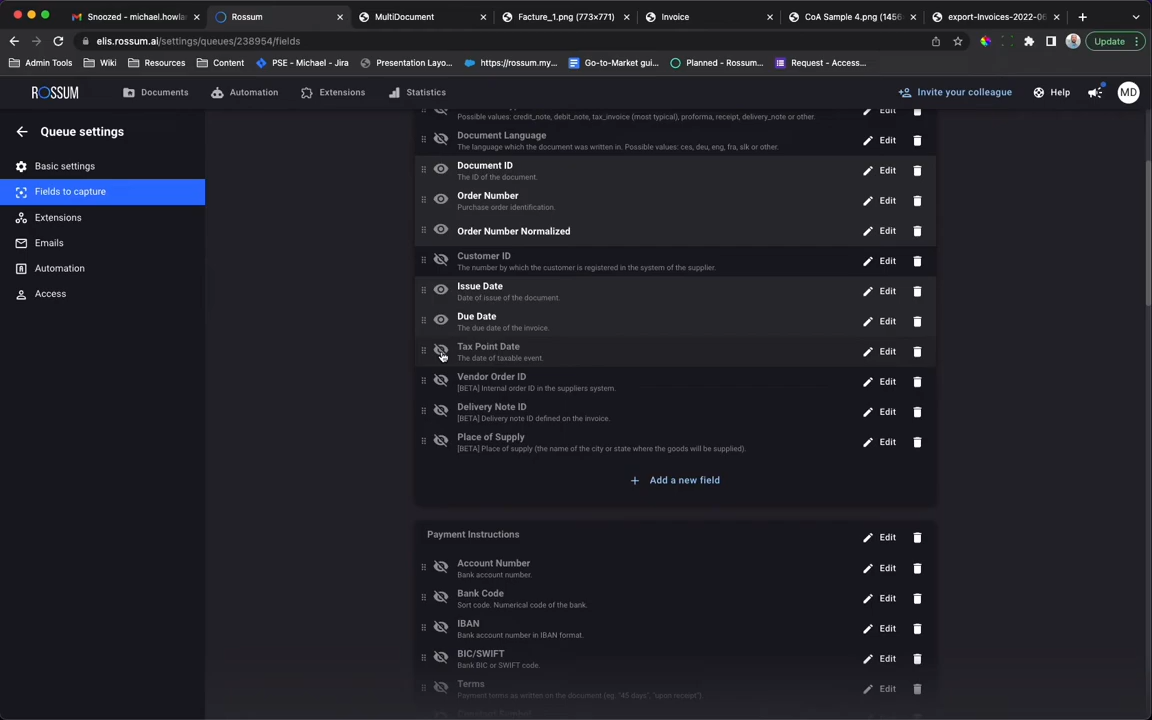 Snoozed - michael.howla
Rossum
MultiDocument
Facture_1.png (773×771)
Invoice
CoA Sample 4.png (1456
export-Invoices-2022-06
elis.rossum.ai/settings/queues/238954/fields
Update
Admin Tools
Wiki
Resources
Content
PSE - Michael - Jira
Presentation Layo...
https://rossum.my...
Go-to-Market gui...
Planned - Rossum...
Request - Access...
ROSSUM
Documents
Automation
Extensions
Statistics
Invite your colleague
Help
MD
Queue settings
Basic settings
Fields to capture
Extensions
Emails
Automation
Access
Possible values: credit_note, debit_note, tax_invoice (most typical), proforma, receipt, delivery_note or other.
Edit
Document Language
The language which the document was written in. Possible values: ces, deu, eng, fra, slk or other.
Edit
Document ID
The ID of the document.
Edit
Order Number
Purchase order identification.
Edit
Order Number Normalized
Edit
Customer ID
The number by which the customer is registered in the system of the supplier.
Edit
Issue Date
Date of issue of the document.
Edit
Due Date
The due date of the invoice.
Edit
Tax Point Date
The date of taxable event.
Edit
Vendor Order ID
[BETA] Internal order ID in the suppliers system.
Edit
Delivery Note ID
[BETA] Delivery note ID defined on the invoice.
Edit
Place of Supply
[BETA] Place of supply (the name of the city or state where the goods will be supplied).
Edit
+ Add a new field
Payment Instructions
Edit
Account Number
Bank account number.
Edit
Bank Code
Sort code. Numerical code of the bank.
Edit
IBAN
Bank account number in IBAN format.
Edit
BIC/SWIFT
Bank BIC or SWIFT code.
Edit
Terms
Payment terms as written on the document (eg. "45 days", "upon receipt").
Edit